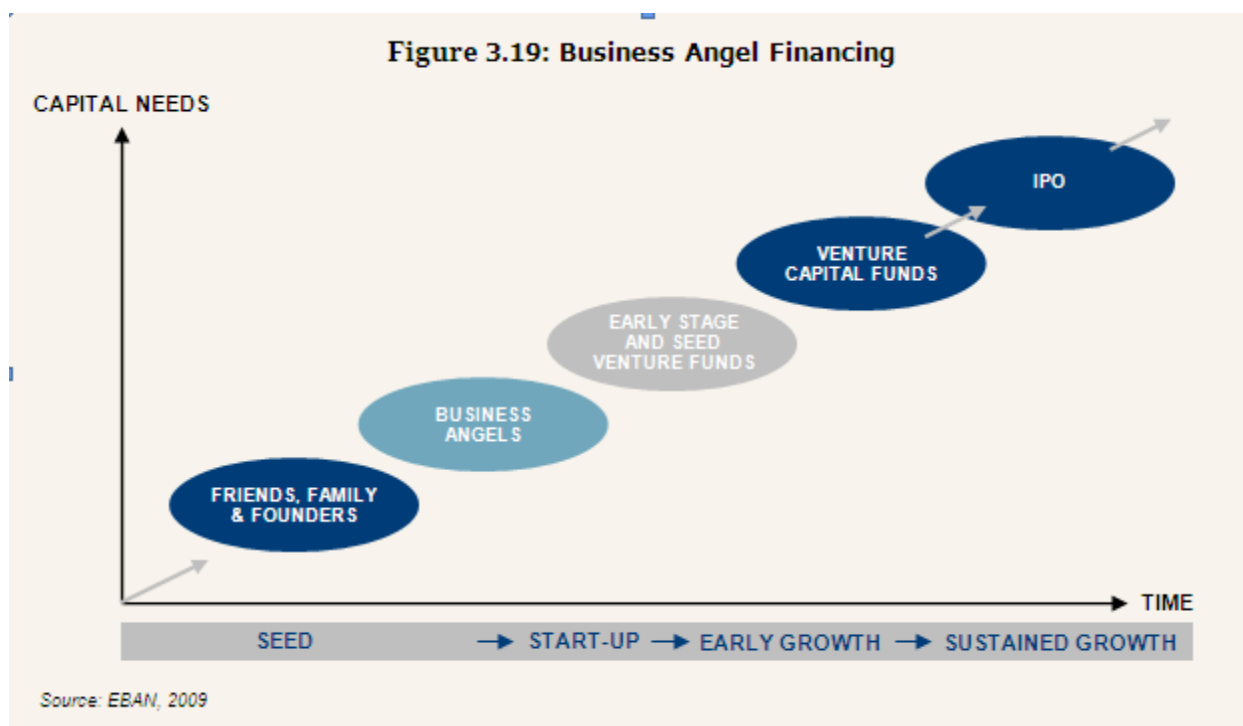 Figure 3.19: Business Angel Financing
CAPITAL NEEDS
IPO
VENTURE
CAPITAL FUNDS
EARLY STAGE
AND SEED
VENTURE FUNDS
BUSINESS
ANGELS
FRIENDS, FAMILY
& FOUNDERS
TIME
SEED → START-UP → EARLY GROWTH → SUSTAINED GROWTH
Source: EBAN, 2009